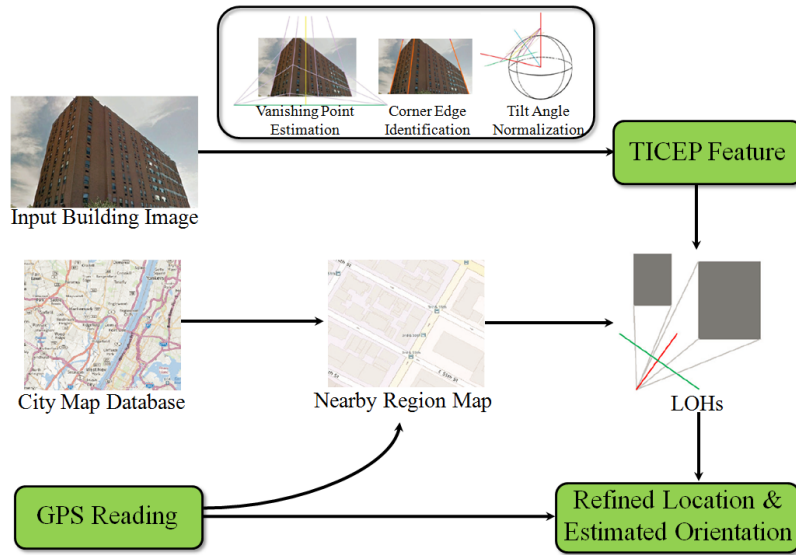 Vanishing Point
Estimation
Corner Edge
Identification
Tilt Angle
Normalization
TICEP Feature
Input Building Image
City Map Database
Nearby Region Map
LOHs
GPS Reading
Refined Location &
Estimated Orientation